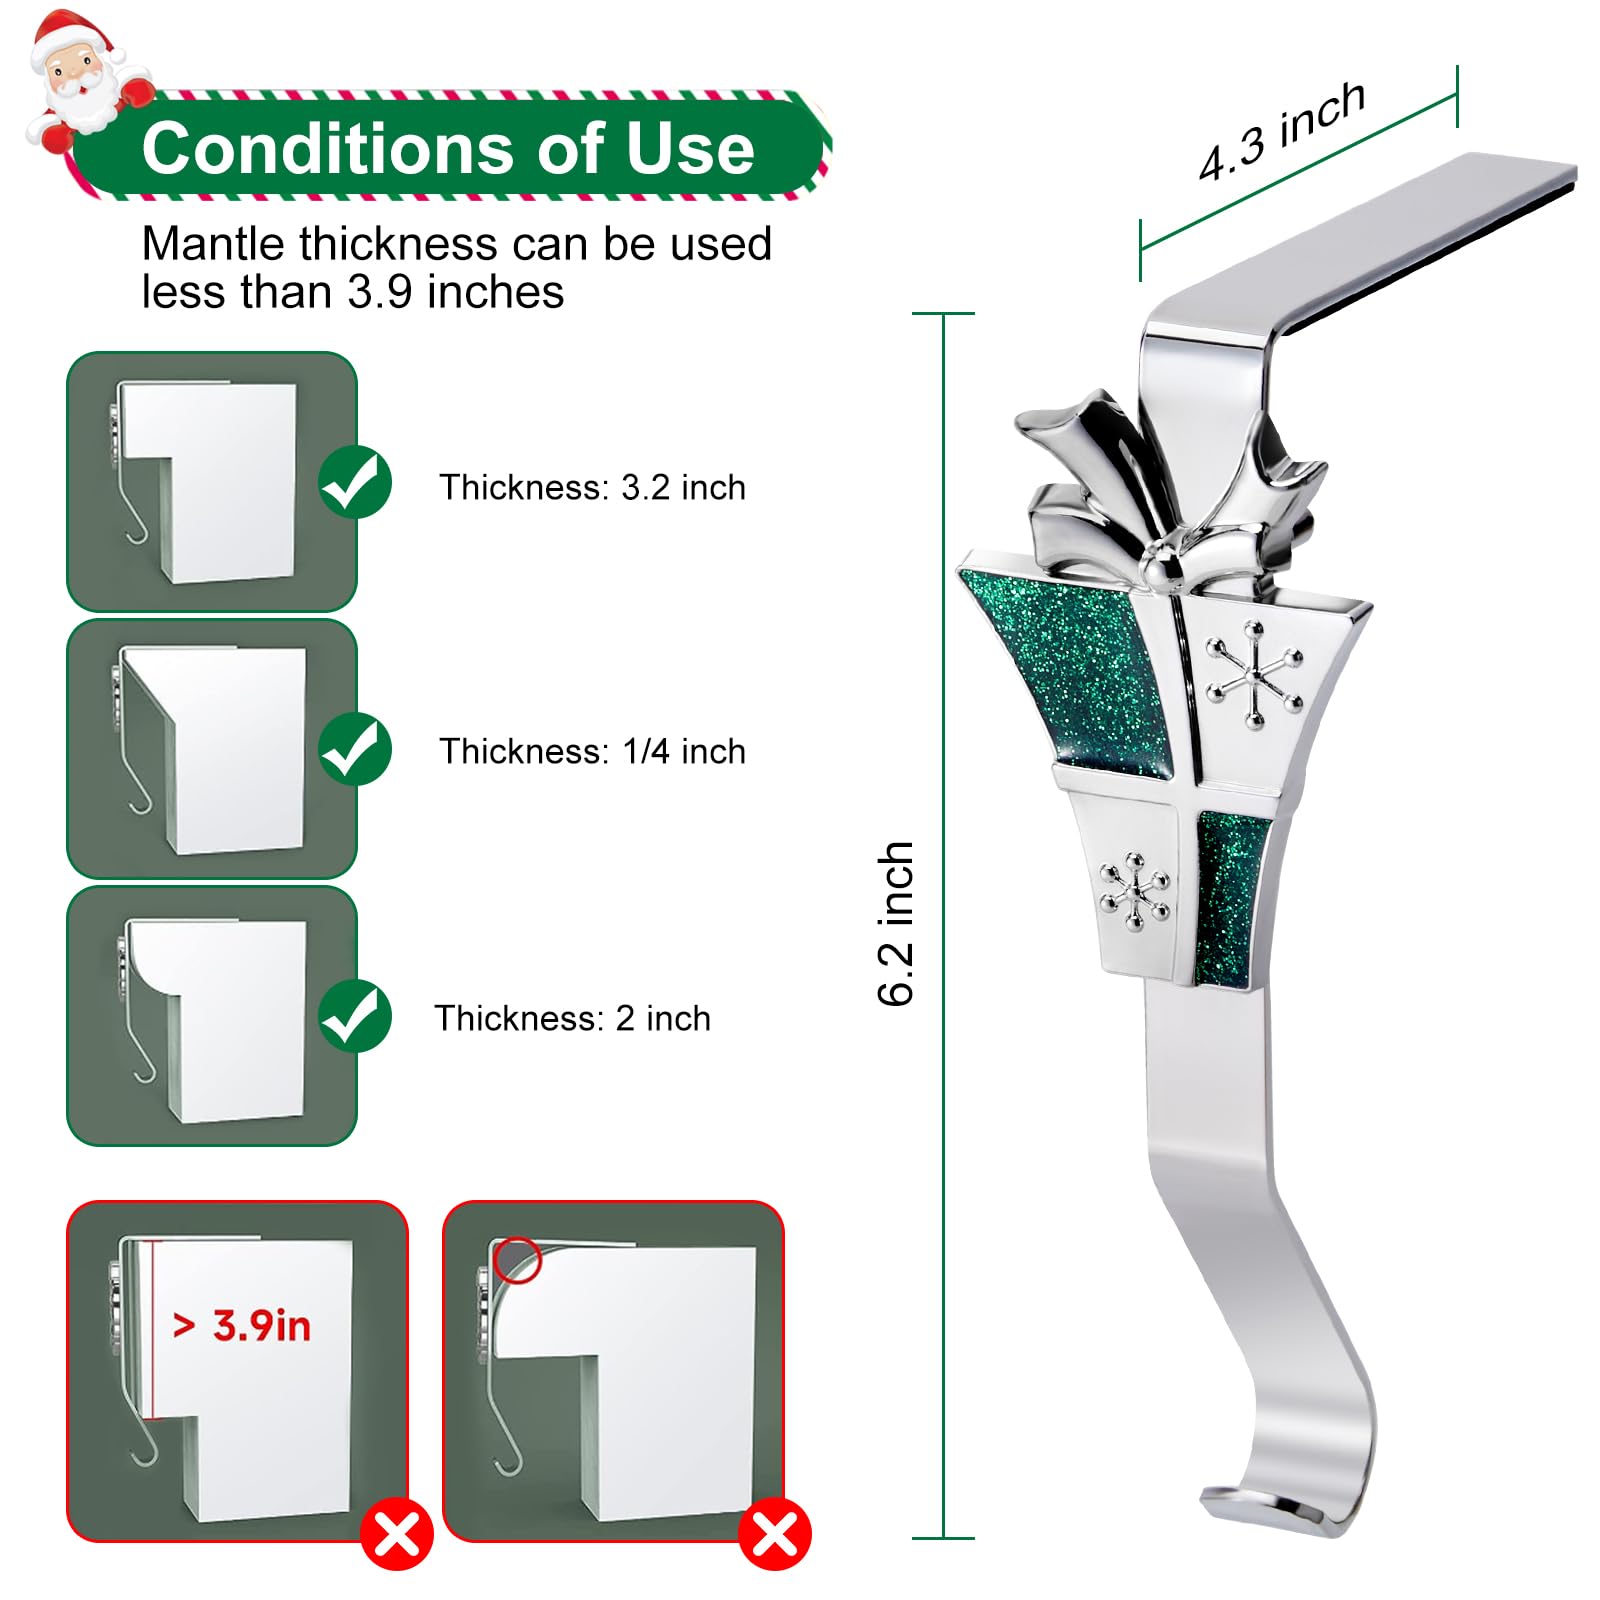 Conditions of Use
Mantle thickness can be used
less than 3.9 inches
Thickness: 3.2 inch
Thickness: 1/4 inch
Thickness: 2 inch
> 3.9in
4.3 inch
6.2 inch